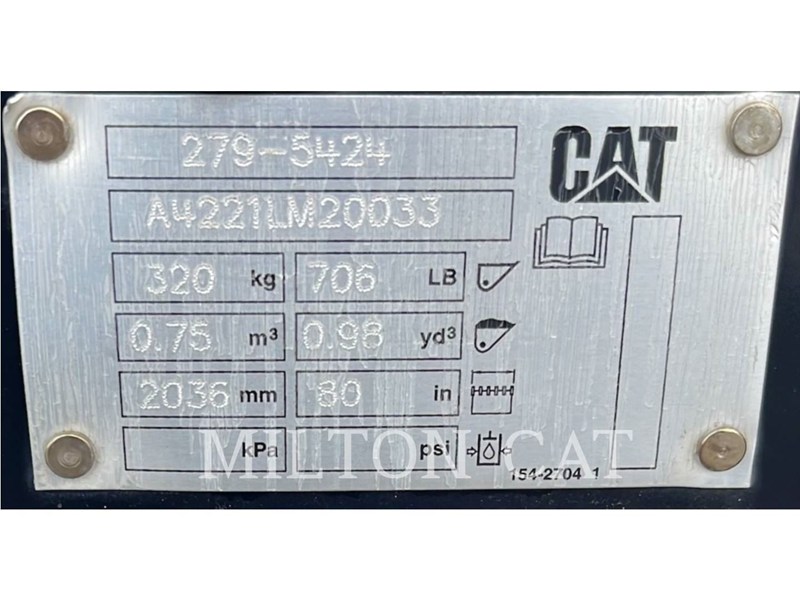 279-5424
CAT
A4221LM20033
320 kg 706 LB
0.75 m³ 0.98 yd³
2036 mm 80 in
kPa psi
MILTON CAT
154-2704 1